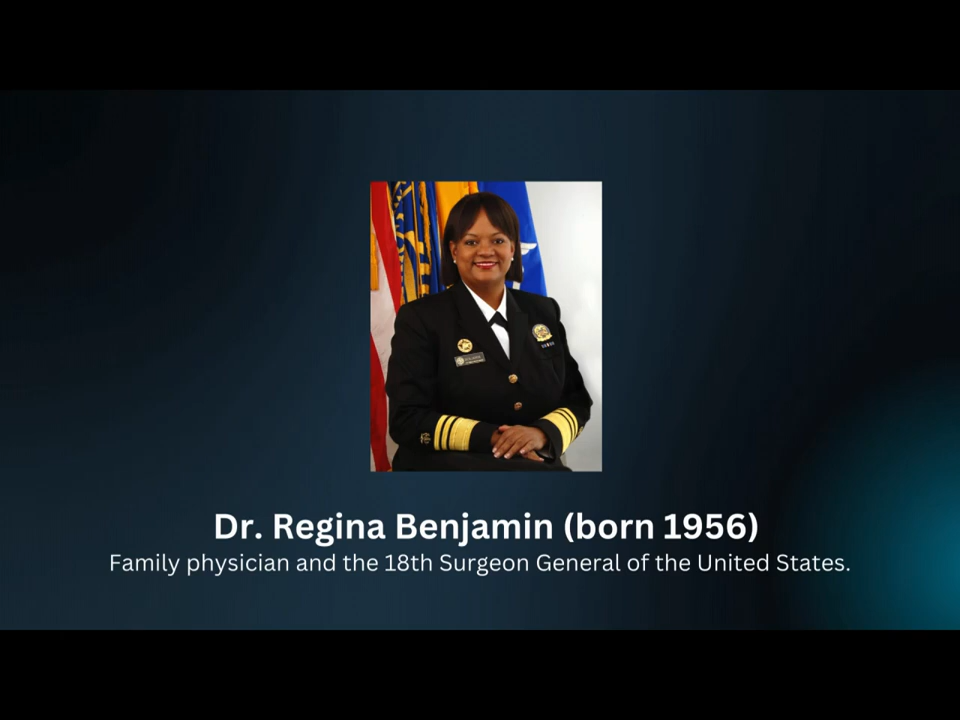 Dr. Regina Benjamin (born 1956)
Family physician and the 18th Surgeon General of the United States.